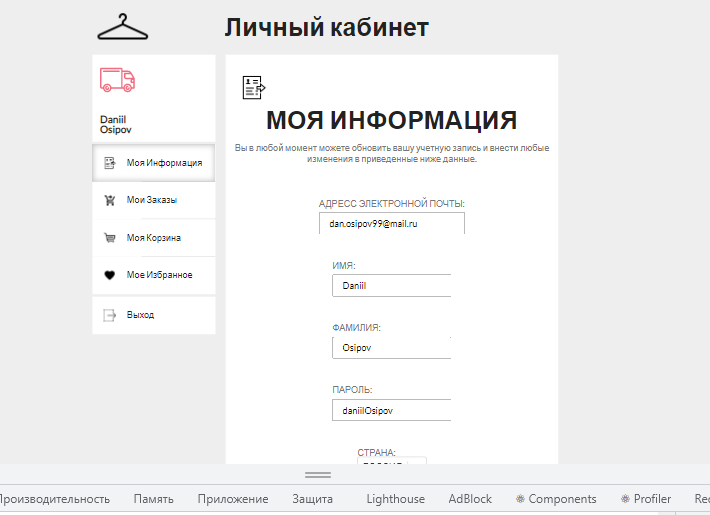 Личный кабинет
Daniil
Osipov
Моя Информация
Мои Заказы
Моя Корзина
Мое Избранное
Выход
МОЯ ИНФОРМАЦИЯ
Вы в любой момент можете обновить вашу учетную запись и внести любые
изменения в приведенные ниже данные.
АДРЕСС ЭЛЕКТРОННОЙ ПОЧТЫ:
dan.osipov99@mail.ru
ИМЯ:
Daniil
ФАМИЛИЯ:
Osipov
ПАРОЛЬ:
daniilOsipov
СТРАНА:
Производительность Память Приложение Защита Lighthouse AdBlock Components Profiler Rec